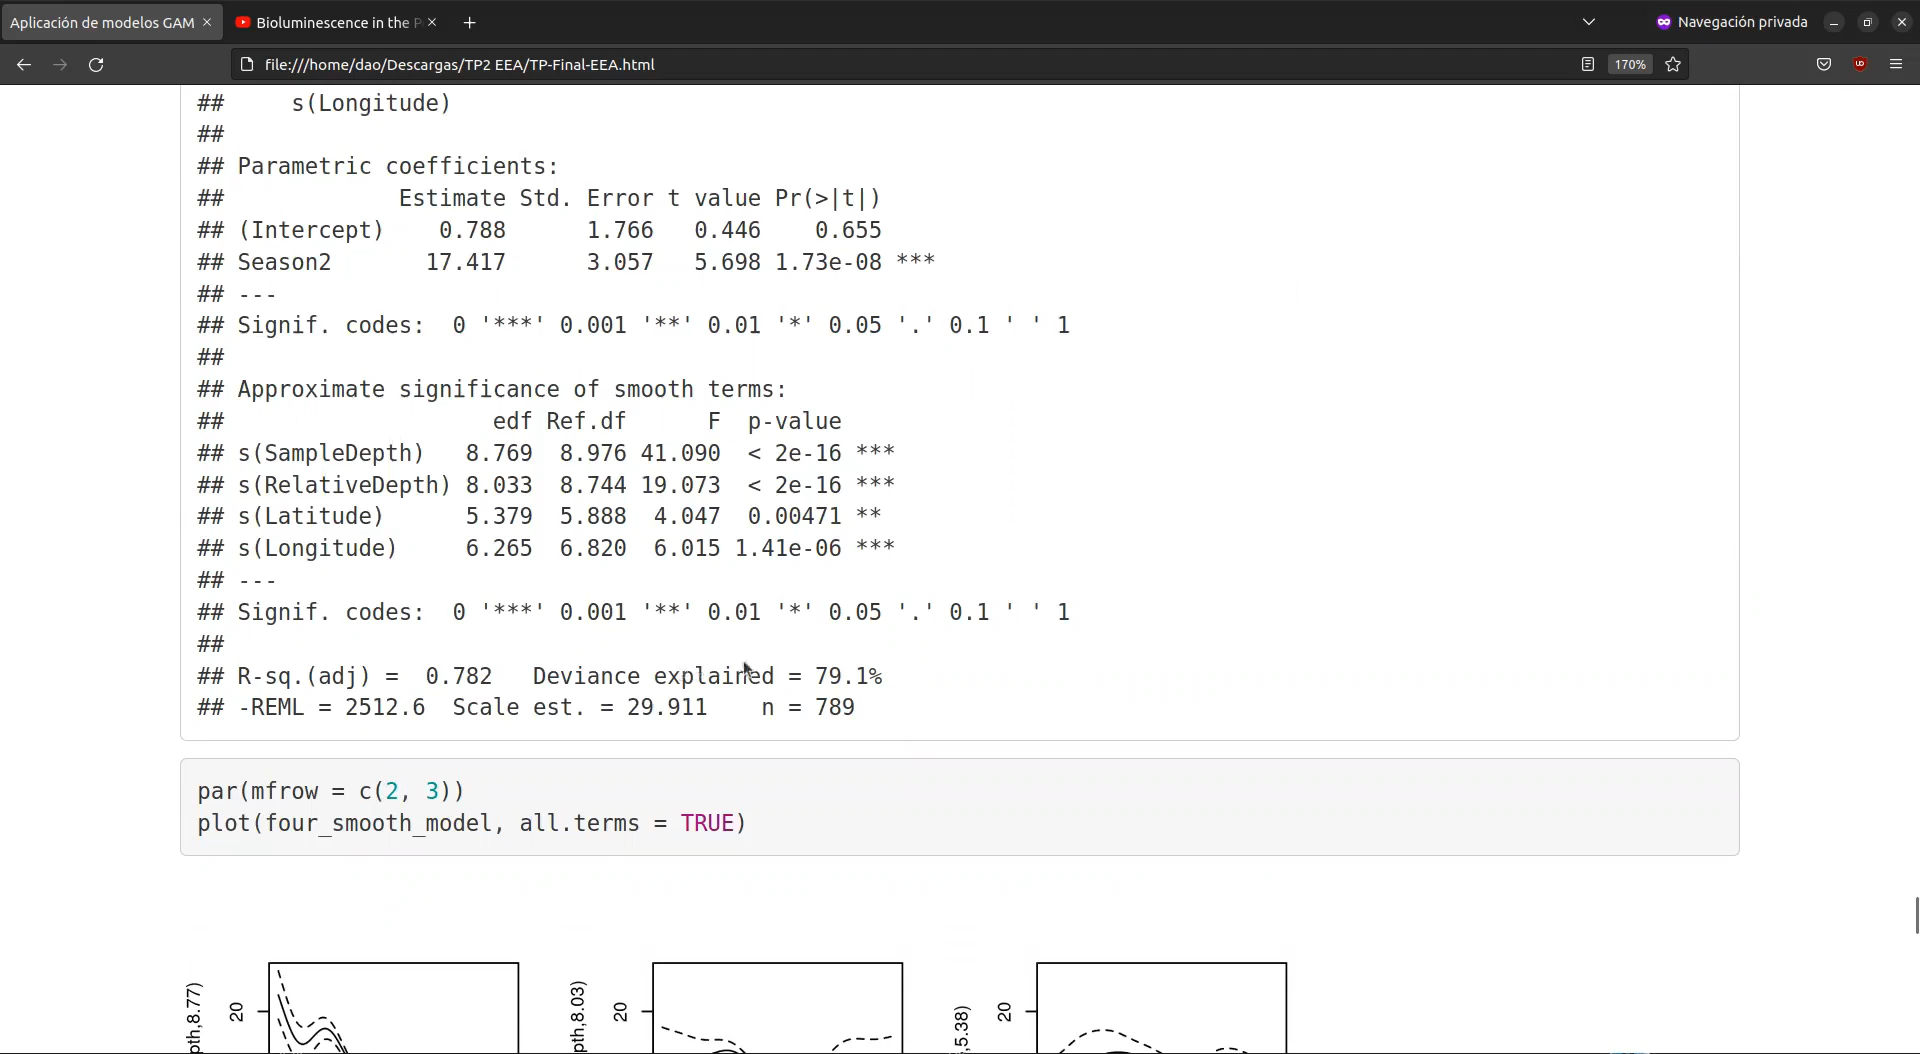 Aplicación de modelos GAM
Bioluminescence in the
Navegación privada
file:///home/dao/Descargas/TP2 EEA/TP-Final-EEA.html
170%
##     s(Longitude)
##
## Parametric coefficients:
##             Estimate Std. Error t value Pr(>|t|)
## (Intercept)    0.788      1.766   0.446    0.655
## Season2       17.417      3.057   5.698 1.73e-08 ***
## ---
## Signif. codes:  0 '***' 0.001 '**' 0.01 '*' 0.05 '.' 0.1 ' ' 1
##
## Approximate significance of smooth terms:
##                    edf Ref.df      F  p-value
## s(SampleDepth)   8.769  8.976 41.090  < 2e-16 ***
## s(RelativeDepth) 8.033  8.744 19.073  < 2e-16 ***
## s(Latitude)      5.379  5.888  4.047  0.00471 **
## s(Longitude)     6.265  6.820  6.015 1.41e-06 ***
## ---
## Signif. codes:  0 '***' 0.001 '**' 0.01 '*' 0.05 '.' 0.1 ' ' 1
##
## R-sq.(adj) =  0.782   Deviance explained = 79.1%
## -REML = 2512.6  Scale est. = 29.911    n = 789
par(mfrow = c(2, 3))
plot(four_smooth_model, all.terms = TRUE)
pth,8.77)
20
pth,8.03)
20
,5.38)
20